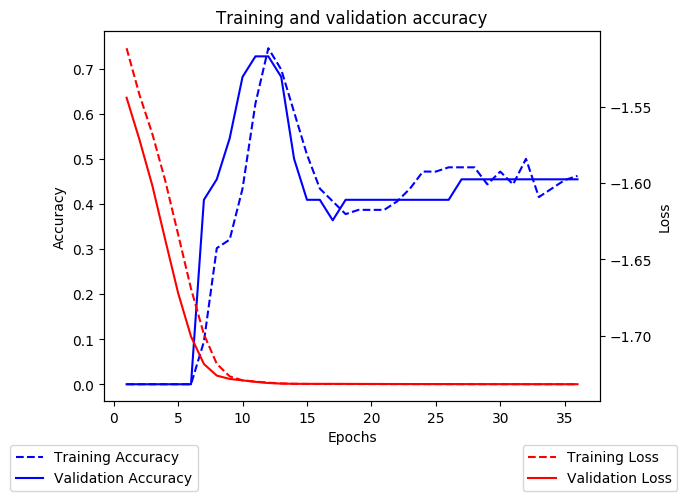 Training and validation accuracy
Accuracy
0.7
0.6
0.5
0.4
0.3
0.2
0.1
0.0
−1.55
−1.60
−1.65
−1.70
Loss
0 5 10 15 20 25 30 35
Epochs
Training Accuracy
Validation Accuracy
Training Loss
Validation Loss